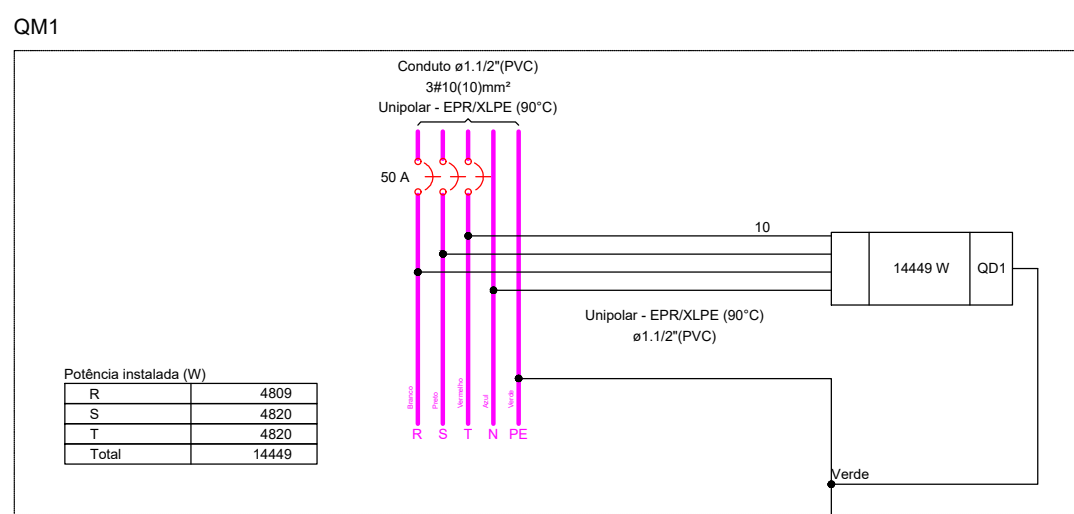 QM1
Conduto ø1.1/2"(PVC)
3#10(10)mm²
Unipolar - EPR/XLPE (90°C)
50 A
10
14449 W
QD1
Unipolar - EPR/XLPE (90°C)
ø1.1/2"(PVC)
Potência instalada (W)
R 4809
S 4820
T 4820
Total 14449
Branco
Preto
Vermelho
Azul
Verde
R S T N PE
Verde